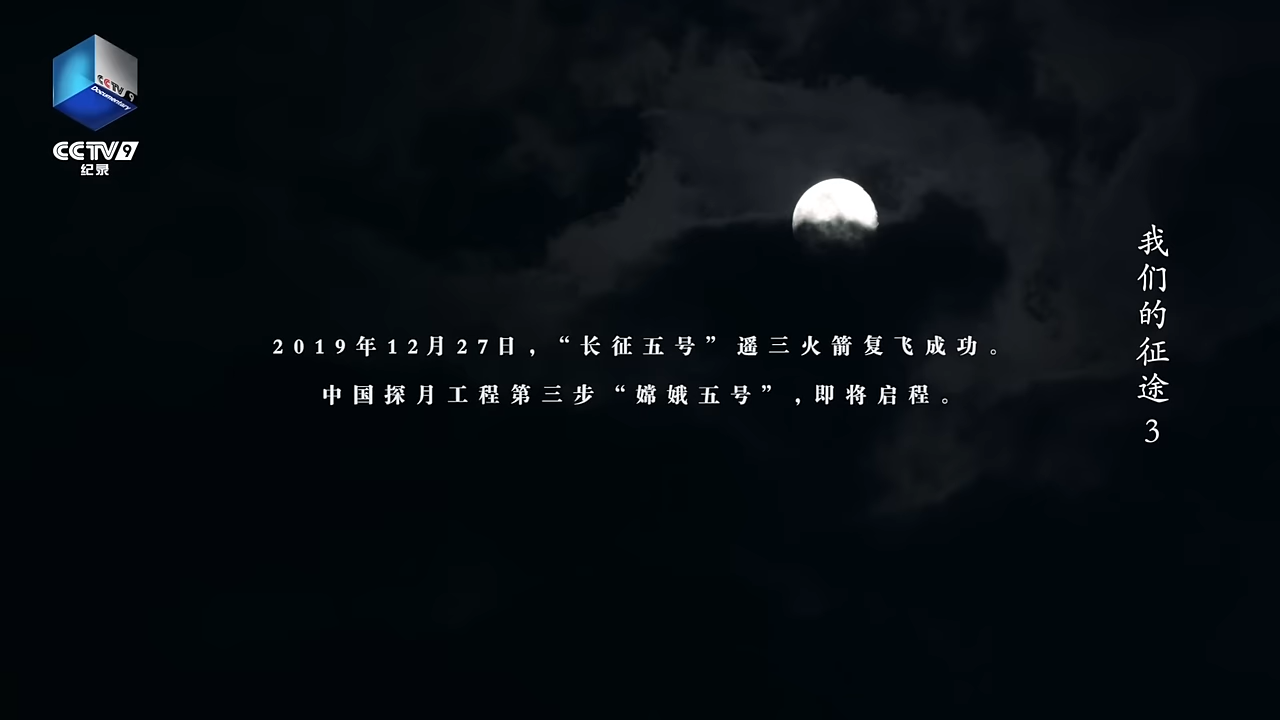 CCTV 9
Documentary
CCTV9
纪录
2019年12月27日，“长征五号”遥三火箭复飞成功。
中国探月工程第三步“嫦娥五号”，即将启程。
我们的征途3